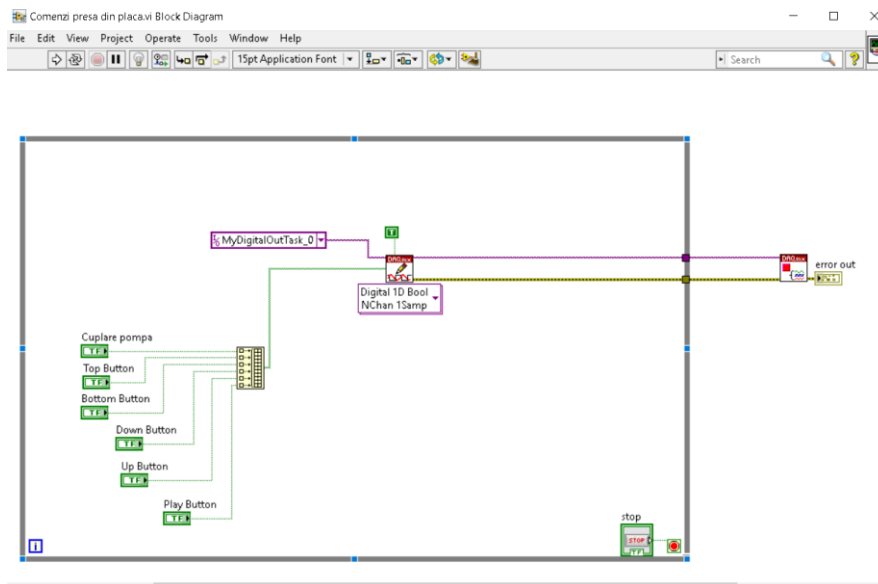 Comenzi presa din placa.vi Block Diagram
File Edit View Project Operate Tools Window Help
15pt Application Font
Search
MyDigitalOutTask_0
T
DAQmx
Digital 1D Bool
NChan 1Samp
DAQmx
error out
Cuplare pompa
TF
Top Button
TF
Bottom Button
TF
Down Button
TF
Up Button
TF
Play Button
TF
stop
STOP
TF
i